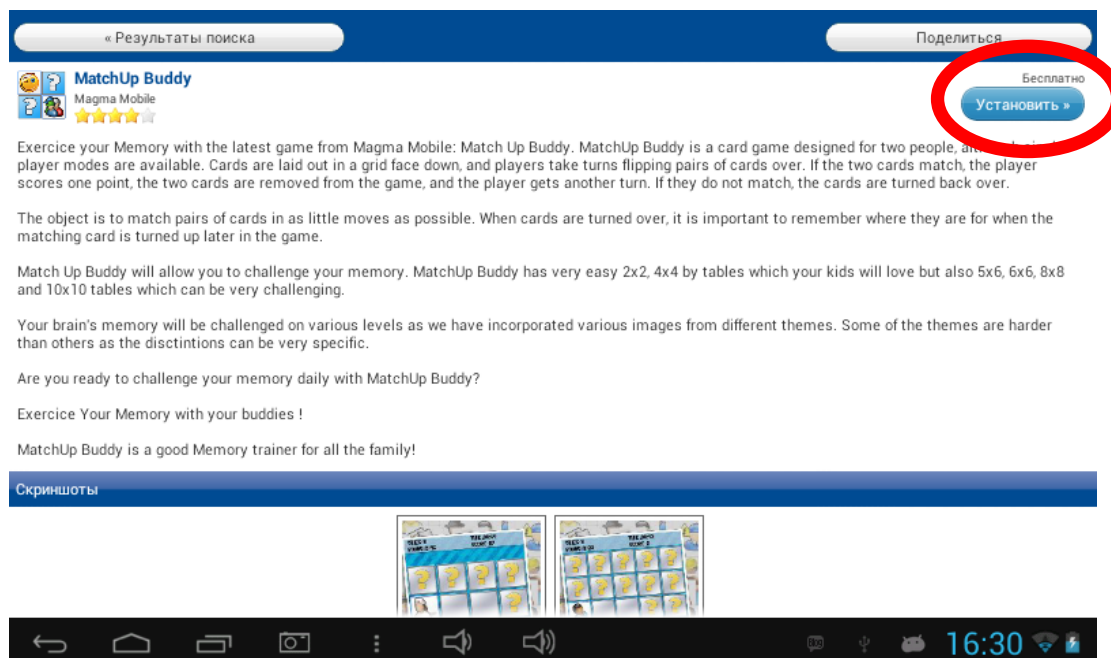 « Результаты поиска
Поделиться
MatchUp Buddy
Magma Mobile
Бесплатно
Установить »
Exercice your Memory with the latest game from Magma Mobile: Match Up Buddy. MatchUp Buddy is a card game designed for two people,
player modes are available. Cards are laid out in a grid face down, and players take turns flipping pairs of cards over. If the two cards match, the player
scores one point, the two cards are removed from the game, and the player gets another turn. If they do not match, the cards are turned back over.
The object is to match pairs of cards in as little moves as possible. When cards are turned over, it is important to remember where they are for when the
matching card is turned up later in the game.
Match Up Buddy will allow you to challenge your memory. MatchUp Buddy has very easy 2x2, 4x4 by tables which your kids will love but also 5x6, 6x6, 8x8
and 10x10 tables which can be very challenging.
Your brain's memory will be challenged on various levels as we have incorporated various images from different themes. Some of the themes are harder
than others as the disctintions can be very specific.
Are you ready to challenge your memory daily with MatchUp Buddy?
Exercice Your Memory with your buddies !
MatchUp Buddy is a good Memory trainer for all the family!
Скриншоты
16:30